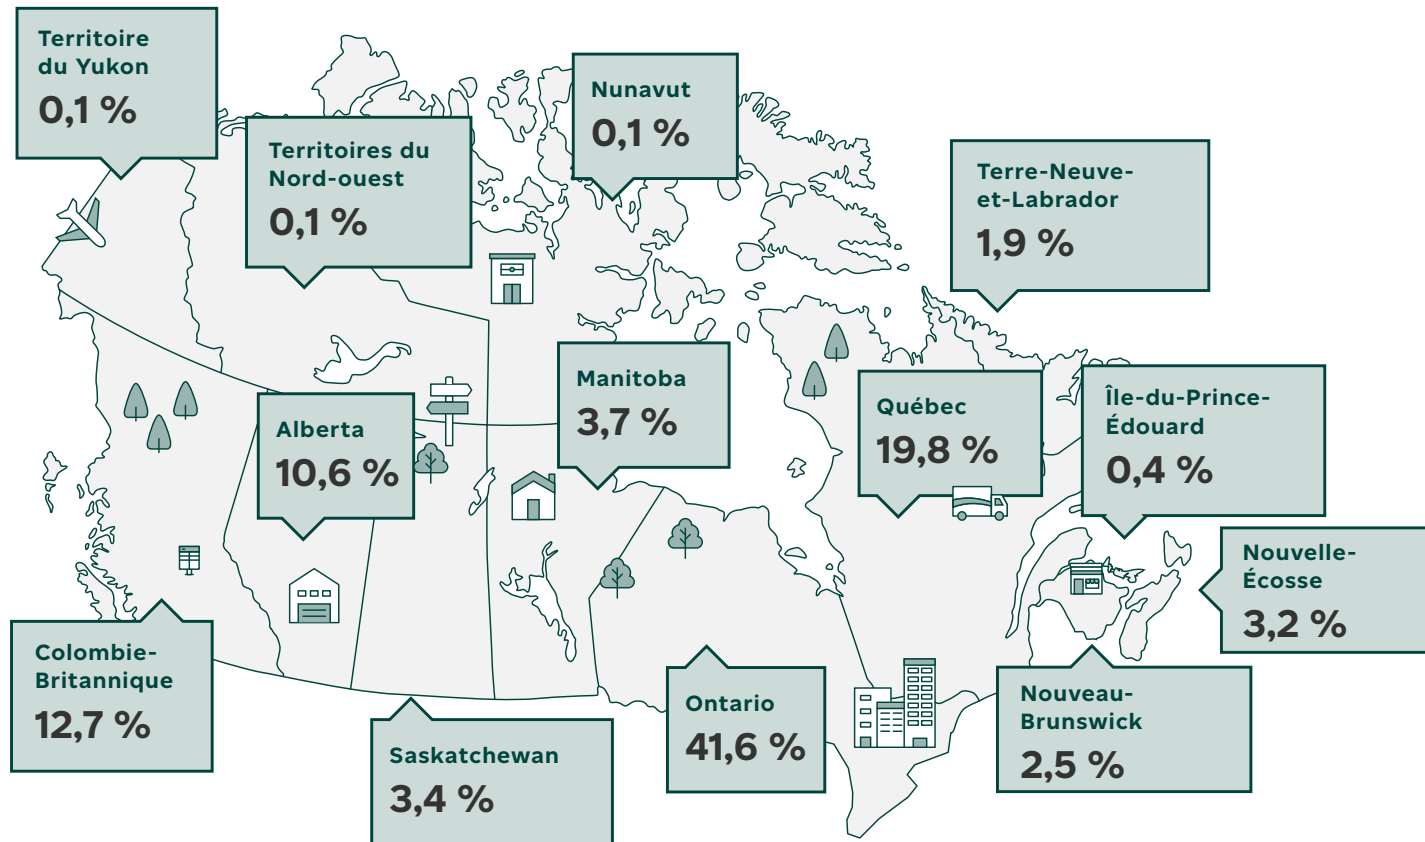 Territoire
du Yukon
0,1 %
Territoires du
Nord-ouest
0,1 %
Nunavut
0,1 %
Terre-Neuve-
et-Labrador
1,9 %
Alberta
10,6 %
Manitoba
3,7 %
Québec
19,8 %
Île-du-Prince-
Édouard
0,4 %
Nouvelle-
Écosse
3,2 %
Colombie-
Britannique
12,7 %
Saskatchewan
3,4 %
Ontario
41,6 %
Nouveau-
Brunswick
2,5 %